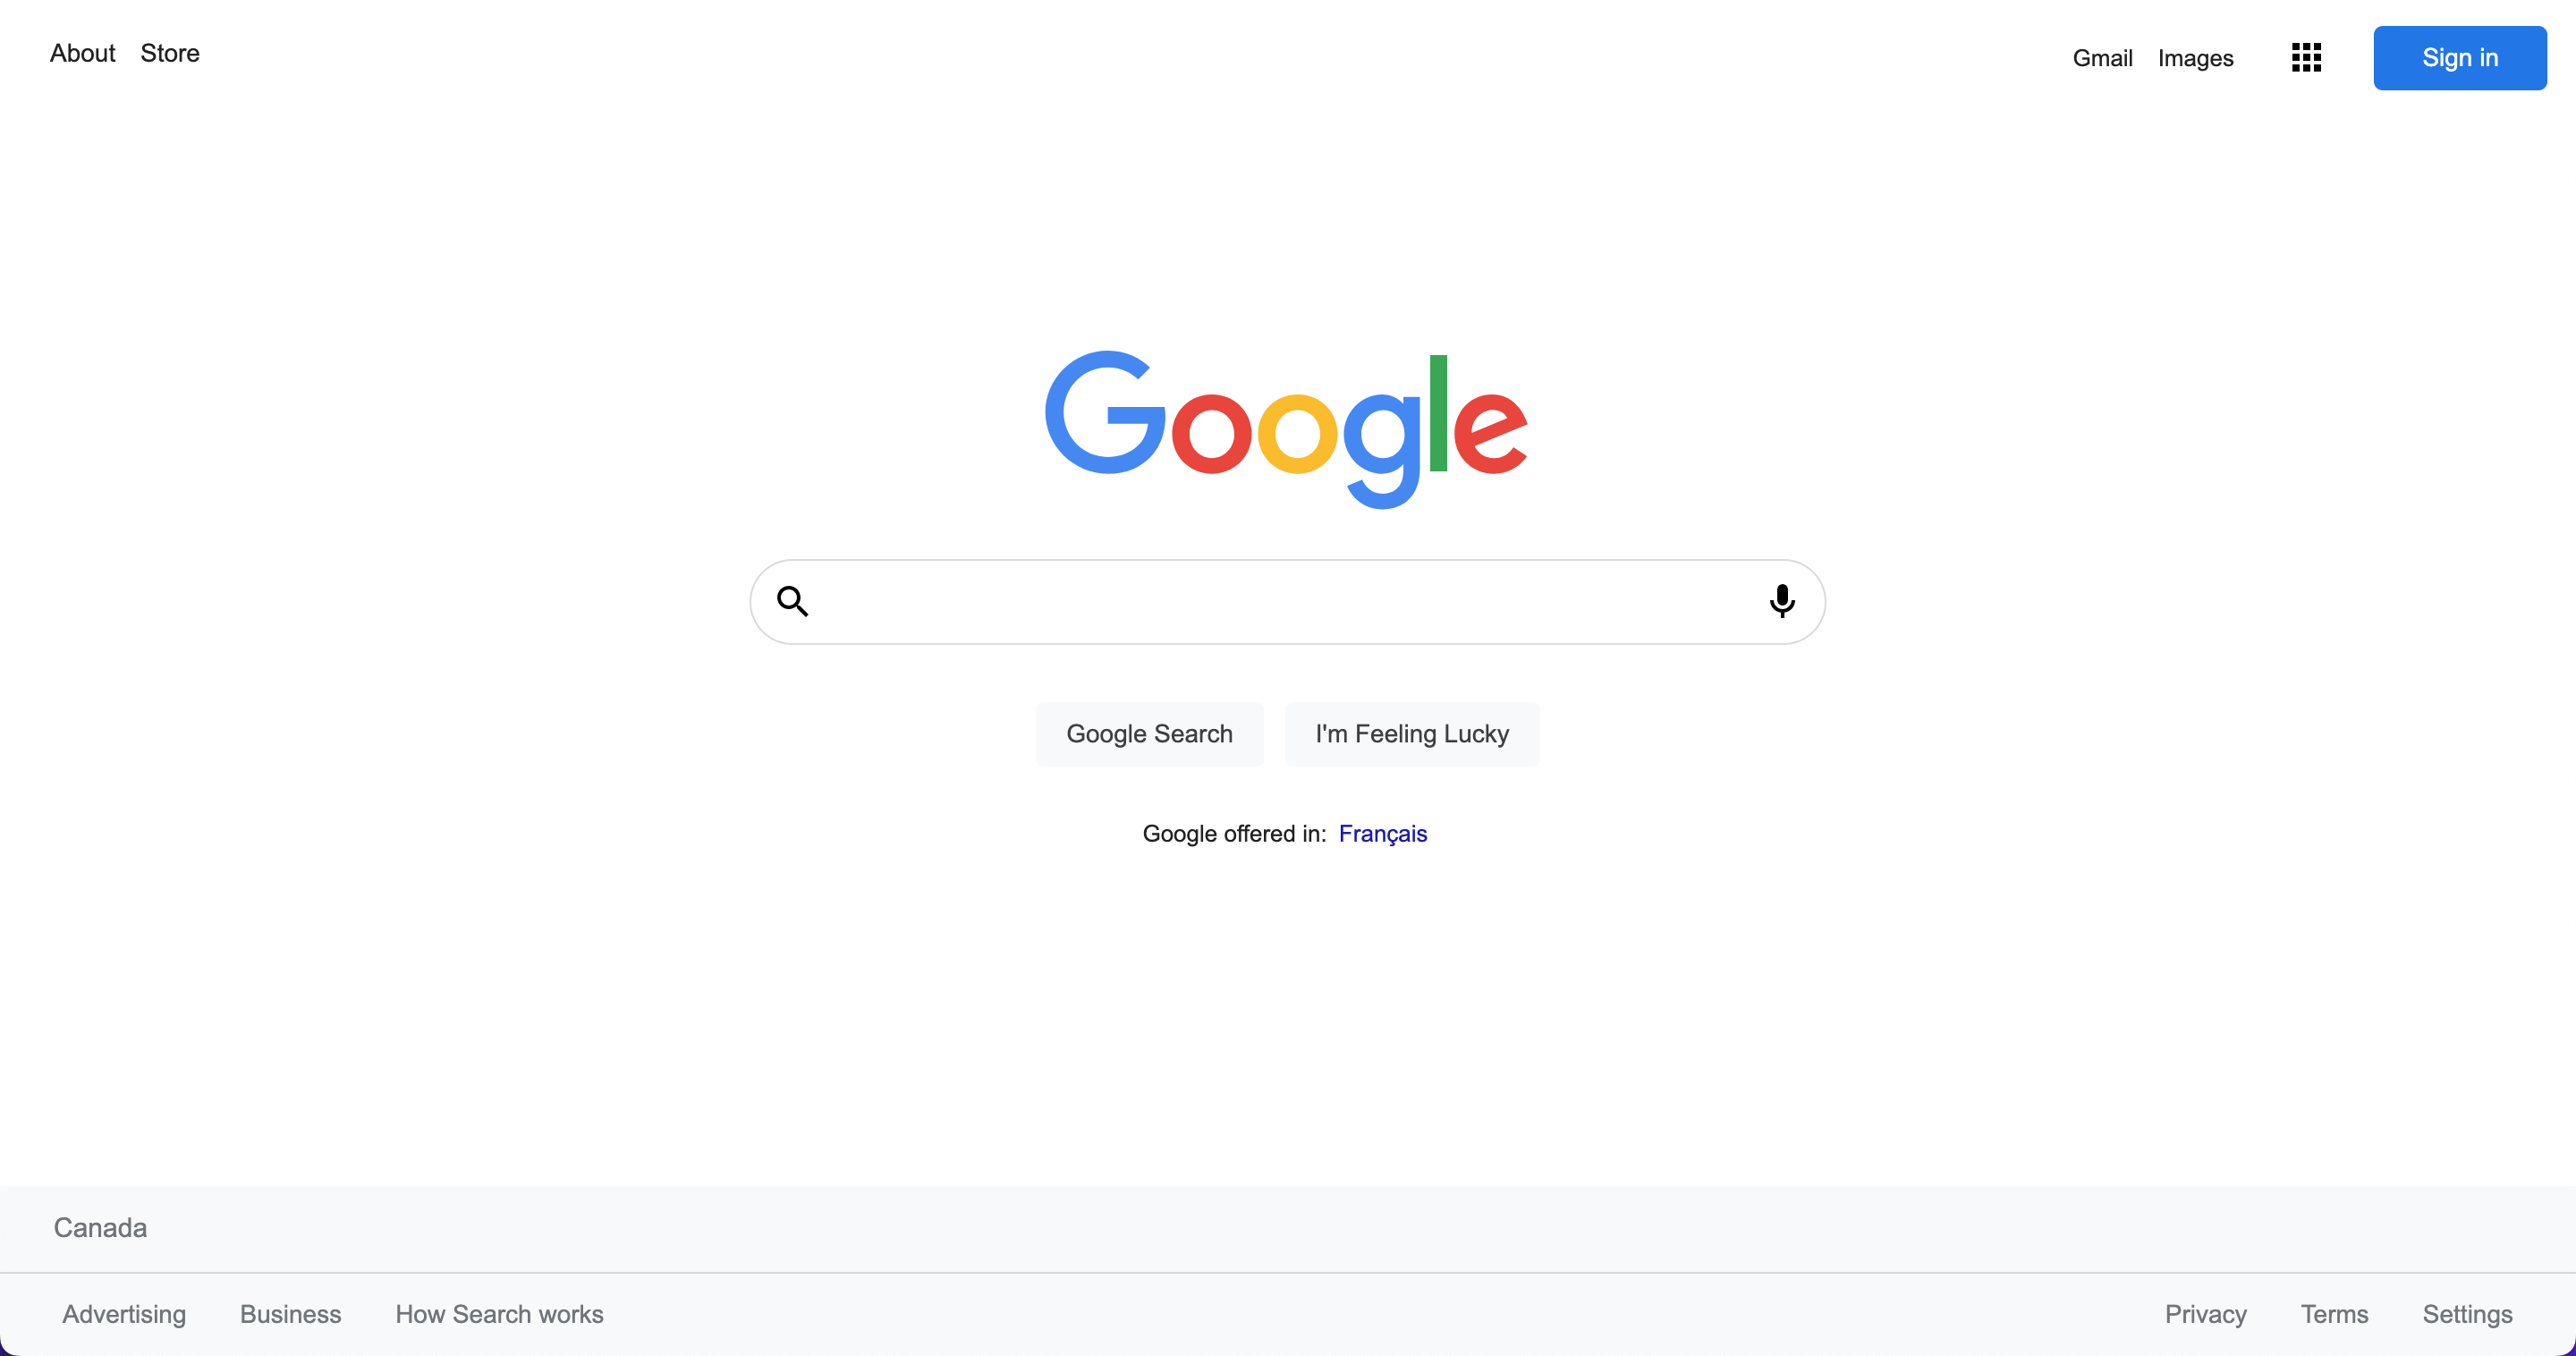 About Store
Gmail Images
Sign in
Google
Google Search
I'm Feeling Lucky
Google offered in: Français
Canada
Advertising Business How Search works
Privacy Terms Settings